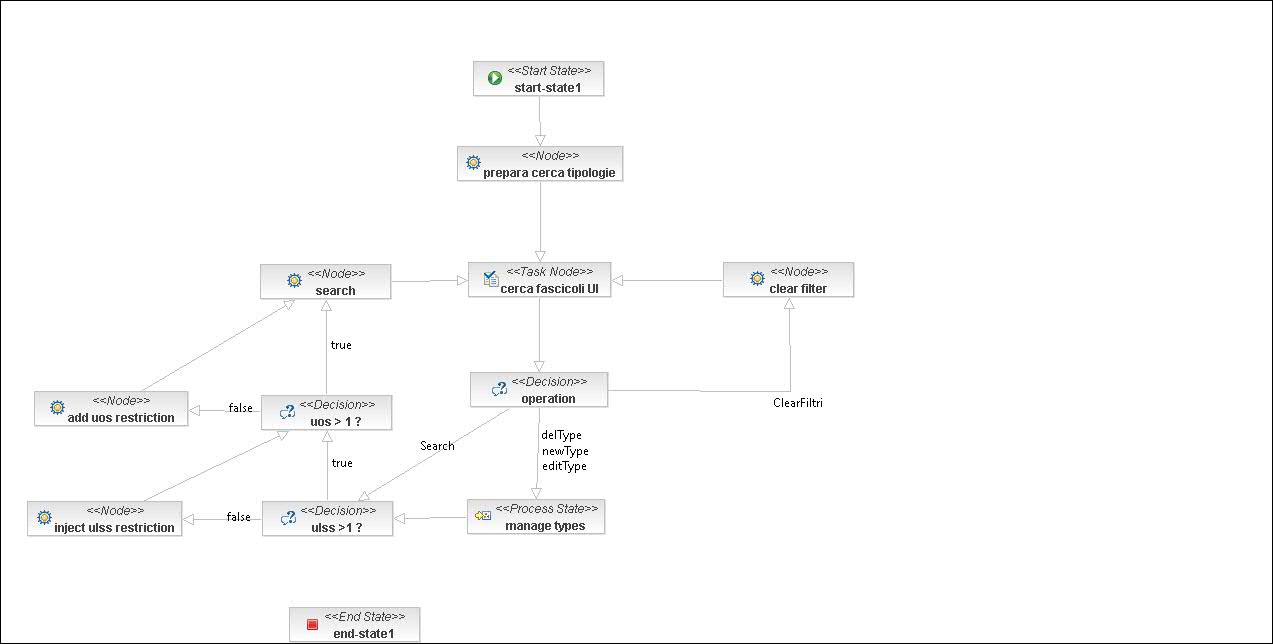 <<Start State>>
start-state1
<<Node>>
prepara cerca tipologie
<<Node>>
search
<<Task Node>>
cerca fascicoli UI
<<Node>>
clear filter
true
<<Decision>>
operation
<<Node>>
add uos restriction
false
<<Decision>>
uos > 1 ?
ClearFiltri
Search
delType
newType
editType
true
<<Node>>
inject ulss restriction
false
<<Decision>>
ulss >1 ?
<<Process State>>
manage types
<<End State>>
end-state1